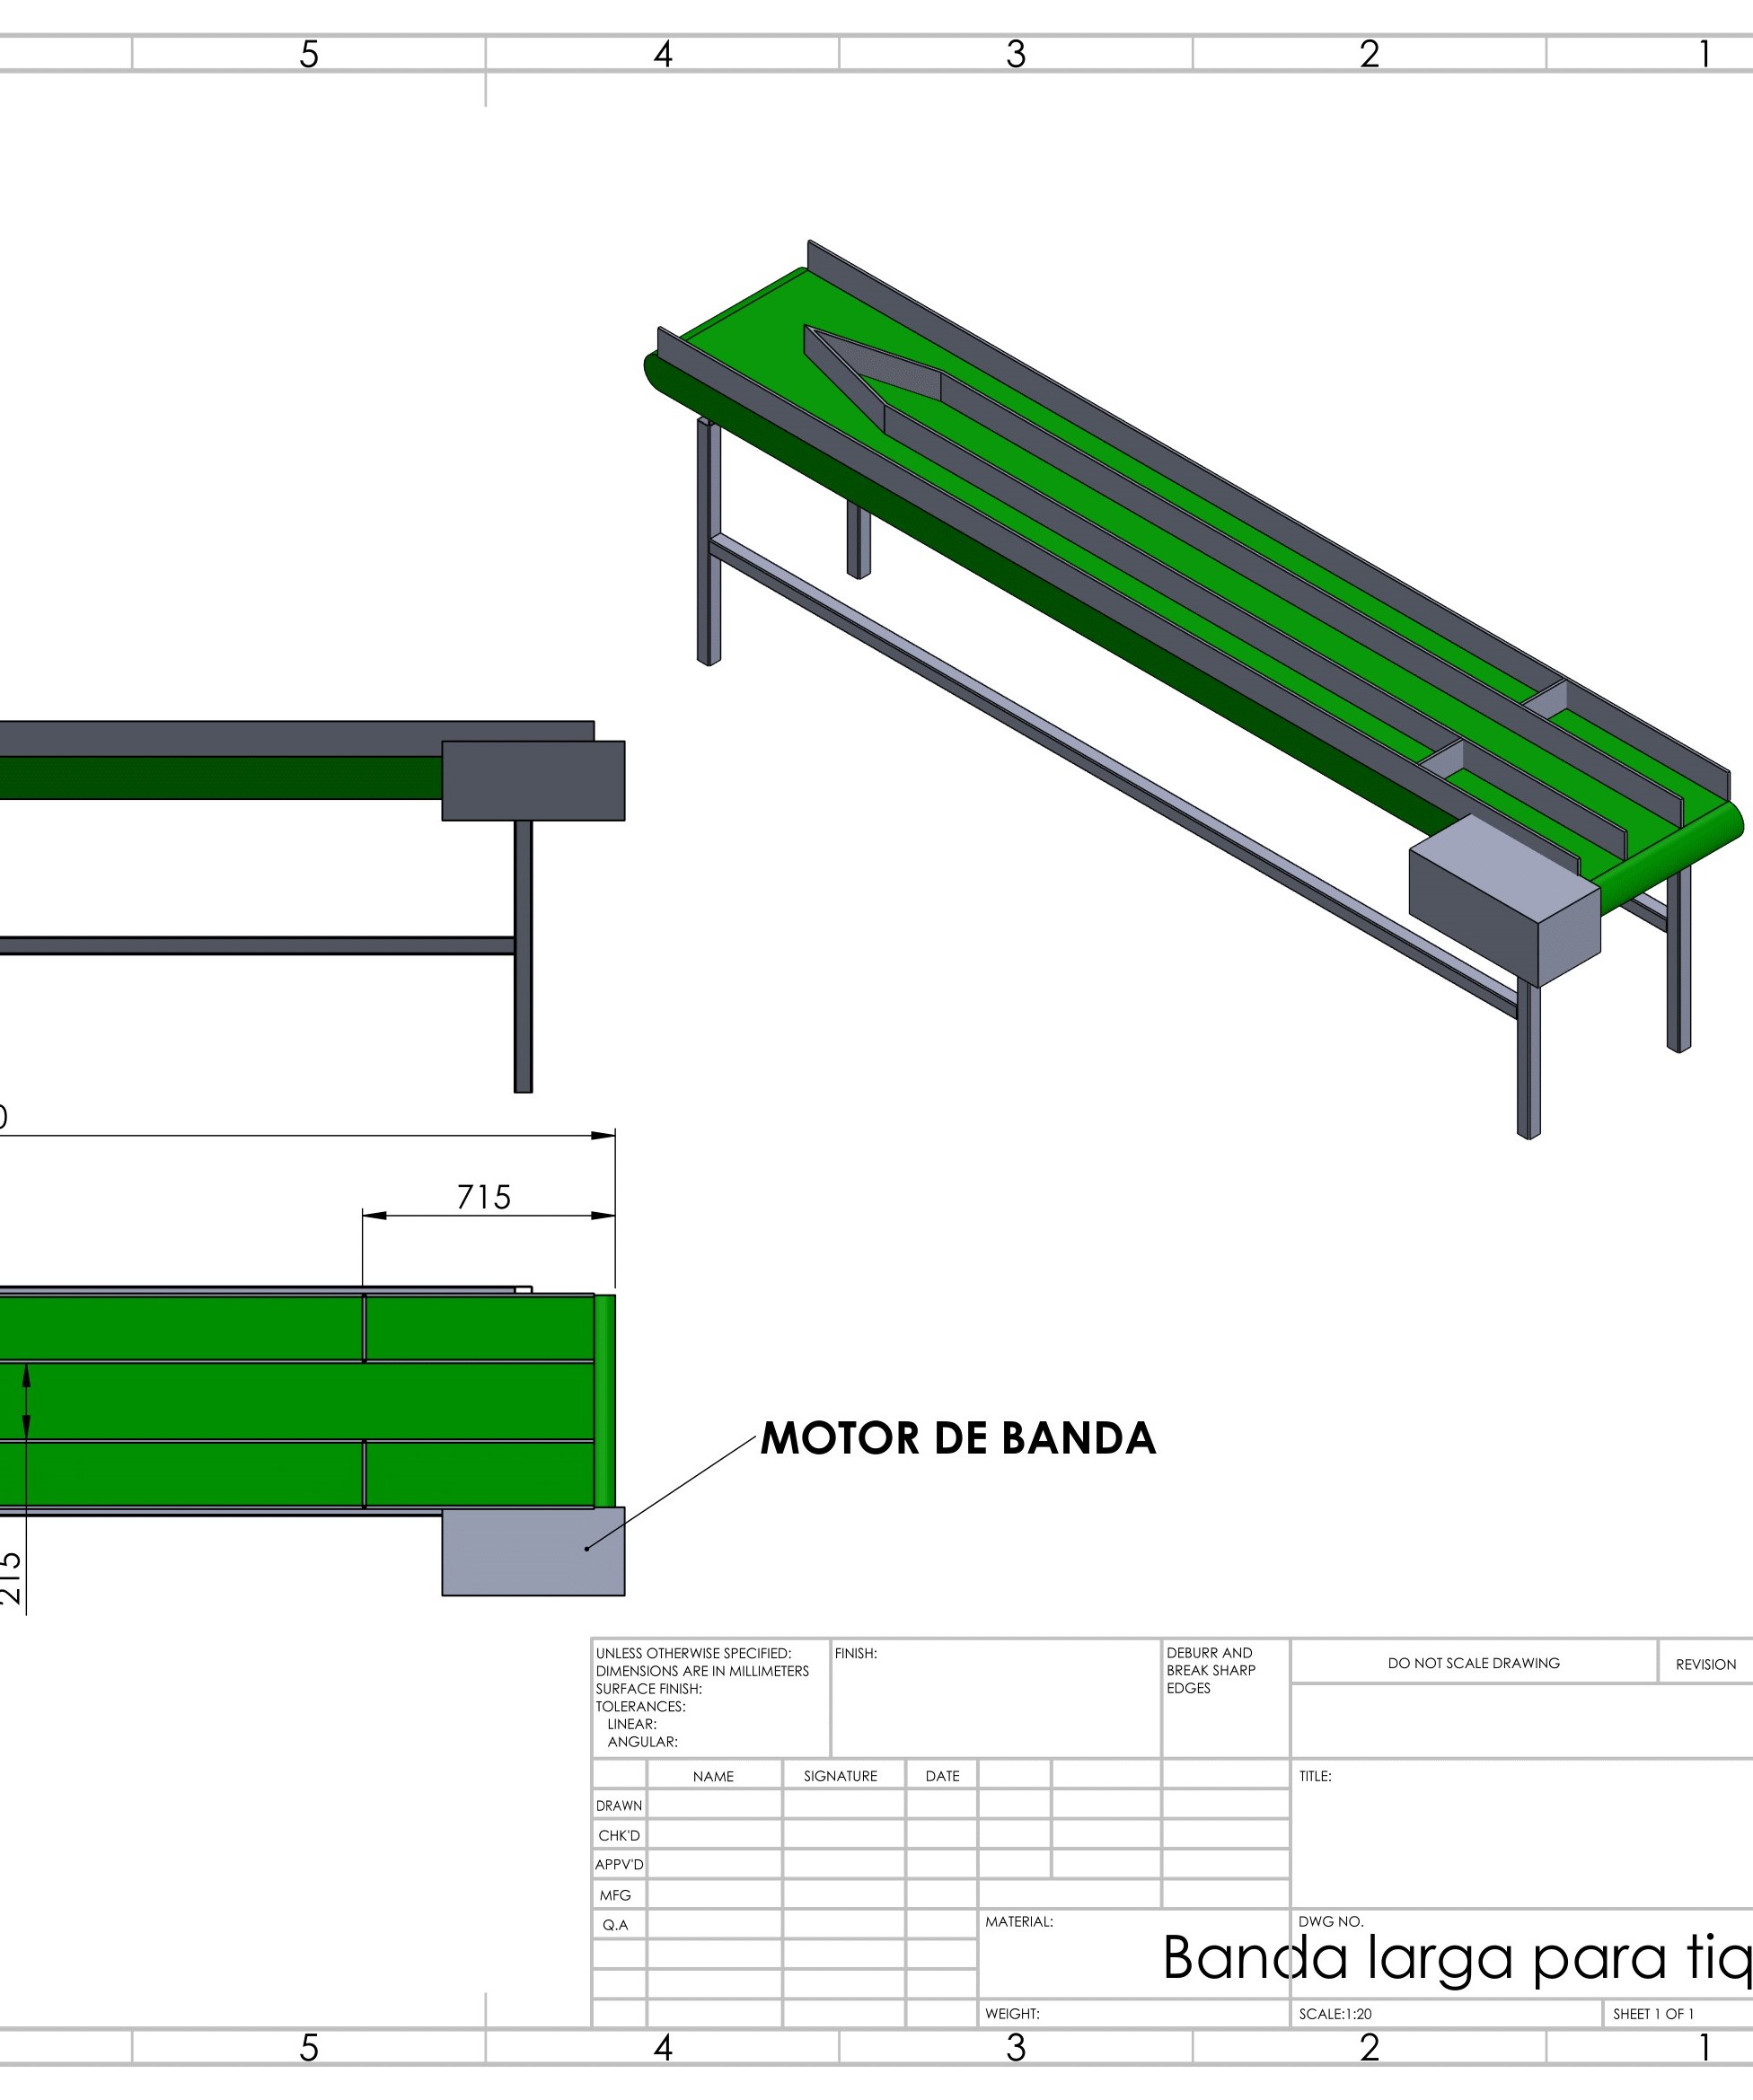 5 4 3 2 1
0
715
MOTOR DE BANDA
215
UNLESS OTHERWISE SPECIFIED:
DIMENSIONS ARE IN MILLIMETERS
SURFACE FINISH:
TOLERANCES:
LINEAR:
ANGULAR:
FINISH:
DEBURR AND
BREAK SHARP
EDGES
DO NOT SCALE DRAWING
REVISION
NAME SIGNATURE DATE
TITLE:
DRAWN
CHK'D
APPV'D
MFG
Q.A
MATERIAL:
DWG NO.
Banda larga para tiq
WEIGHT:
SCALE:1:20
SHEET 1 OF 1
5 4 3 2 1